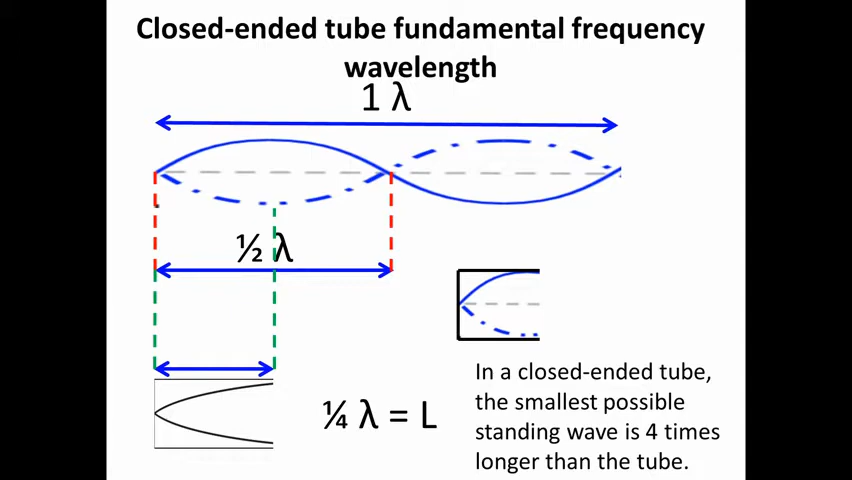 Closed-ended tube fundamental frequency
wavelength
1 λ
½ λ
¼ λ = L
In a closed-ended tube,
the smallest possible
standing wave is 4 times
longer than the tube.